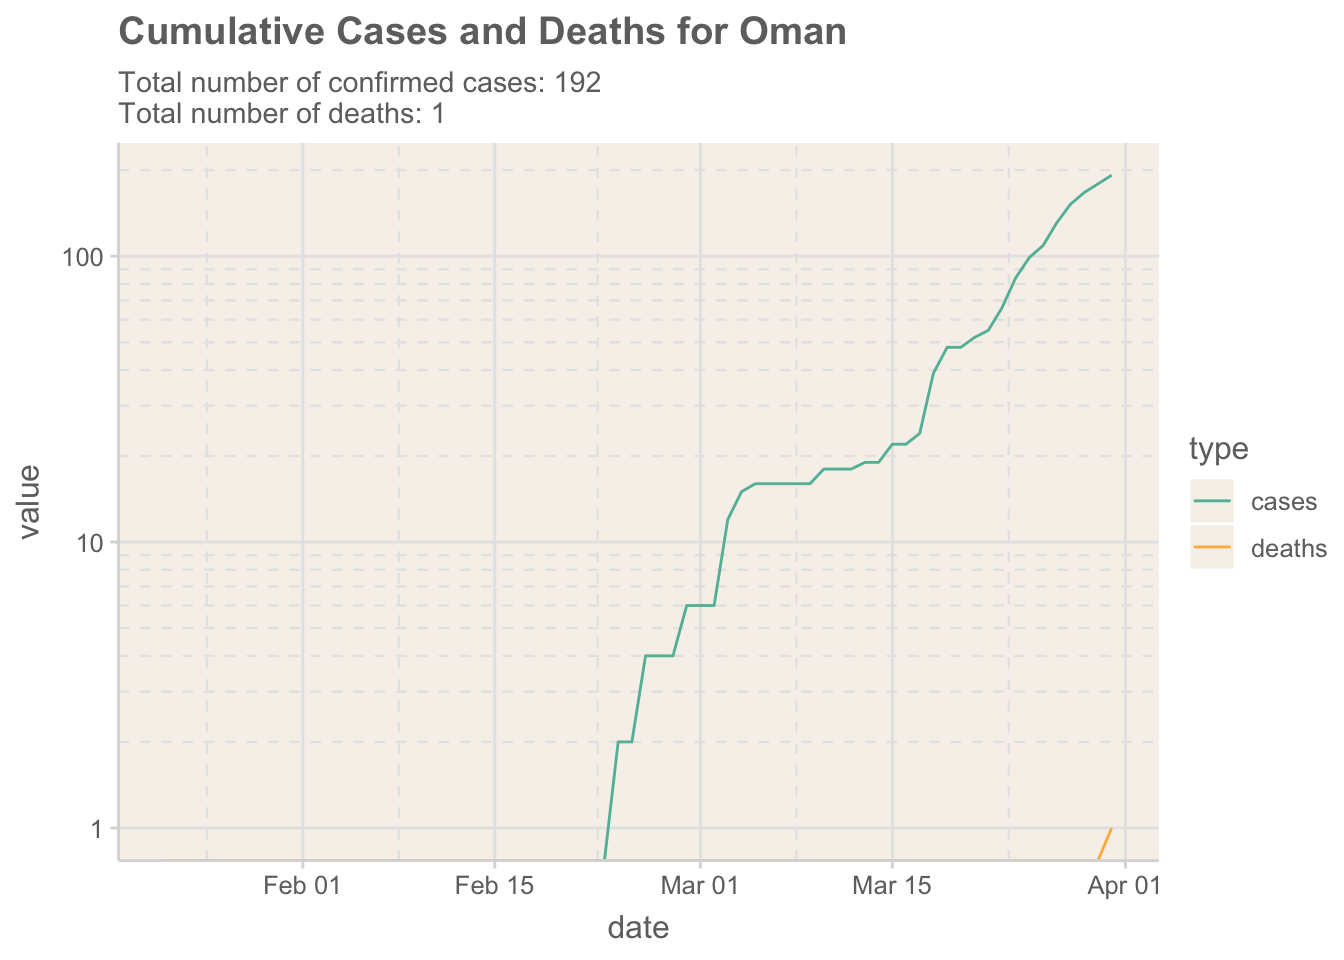 Cumulative Cases and Deaths for Oman
Total number of confirmed cases: 192
Total number of deaths: 1
100
10
1
value
Feb 01
Feb 15
Mar 01
Mar 15
Apr 01
date
type
cases
deaths